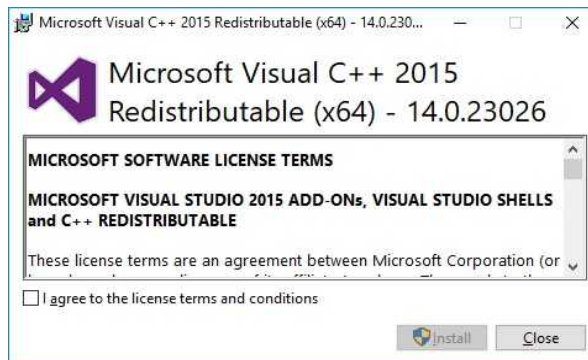 Microsoft Visual C++ 2015 Redistributable (x64) - 14.0.230...
Microsoft Visual C++ 2015
Redistributable (x64) - 14.0.23026
MICROSOFT SOFTWARE LICENSE TERMS
MICROSOFT VISUAL STUDIO 2015 ADD-ONs, VISUAL STUDIO SHELLS
and C++ REDISTRIBUTABLE
These license terms are an agreement between Microsoft Corporation (or
I agree to the license terms and conditions
Install
Close